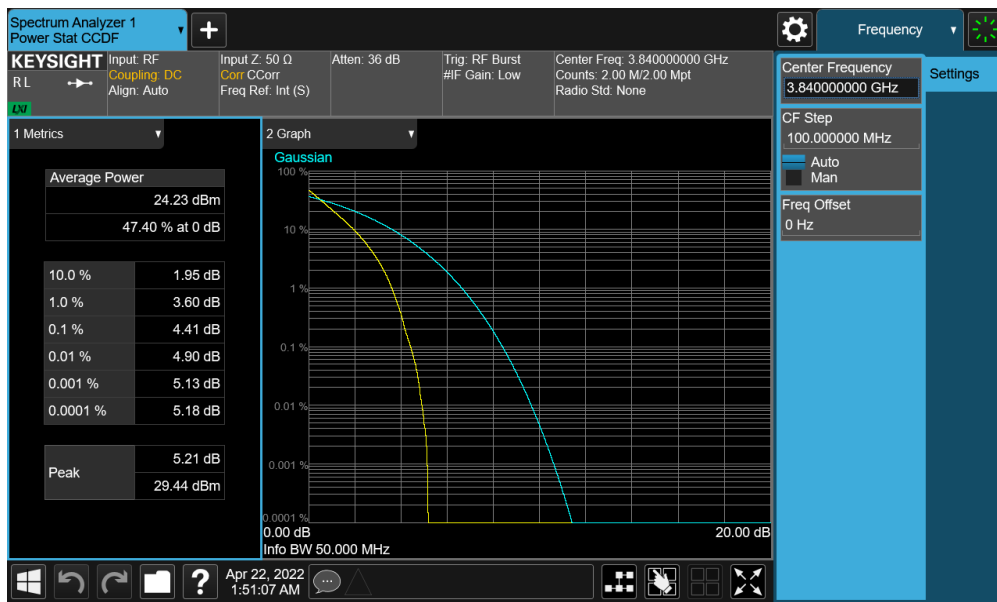 Spectrum Analyzer 1
Power Stat CCDF
▼
+
Frequency
▼
KEYSIGHT
RL
LXI
Input: RF
Coupling: DC
Align: Auto
Input Z: 50 Ω
Corr CCorr
Freq Ref: Int (S)
Atten: 36 dB
Trig: RF Burst
#IF Gain: Low
Center Freq: 3.840000000 GHz
Counts: 2.00 M/2.00 Mpt
Radio Std: None
Center Frequency
3.840000000 GHz
Settings
CF Step
100.000000 MHz
Auto
Man
Freq Offset
0 Hz
1 Metrics
▼
Average Power
24.23 dBm
47.40 % at 0 dB
10.0 % 1.95 dB
1.0 % 3.60 dB
0.1 % 4.41 dB
0.01 % 4.90 dB
0.001 % 5.13 dB
0.0001 % 5.18 dB
Peak
5.21 dB
29.44 dBm
2 Graph
▼
Gaussian
100 %
10 %
1 %
0.1 %
0.01 %
0.001 %
0.0001 %
0.00 dB 20.00 dB
Info BW 50.000 MHz
?
Apr 22, 2022
1:51:07 AM